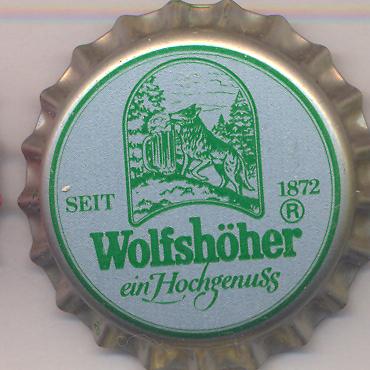 SEIT 1872
®
Wolfshöher
ein Hochgenuss